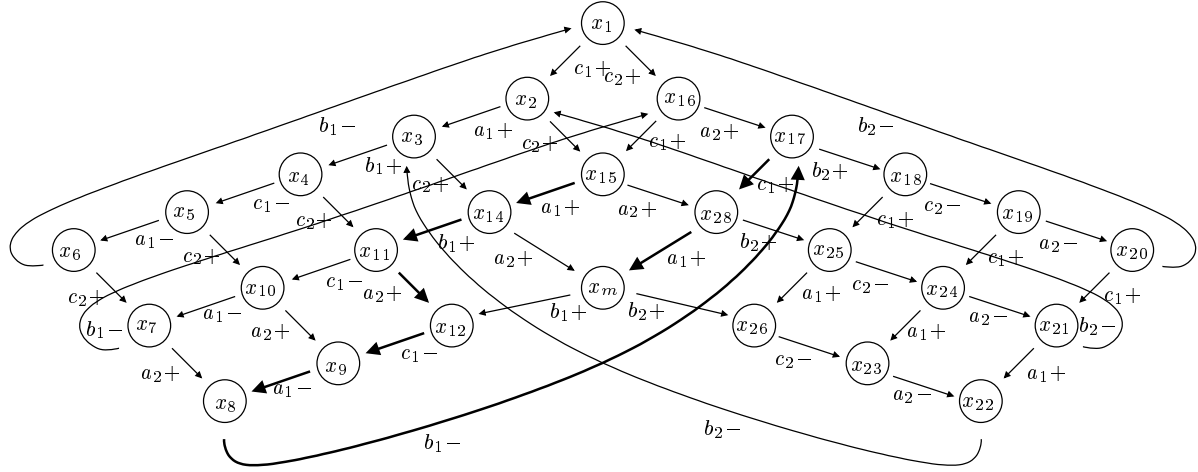 x1
c1+ c2+
x2 x16
b1− a1+ c2+ c1+ a2+ b2−
x3 x17
b1+ b2+
x4 c2+ x15 c1+ x18
c1− a1+ a2+ c2−
x5 c2+ x14 x28 c1+ x19
a1− b1+ b2+ a2−
x6 c2+ x11 a2+ a1+ x25 c1+ x20
c2+ x10 c1− a2+ xm a1+ c2− x24 c1+
b1− x7 a1− x12 b1+ b2+ x26 a2− x21 b2−
a2+ c1− c2− a1+
x9 x23
a2+ a1− a2− a1+
x8 x22
b1− b2−